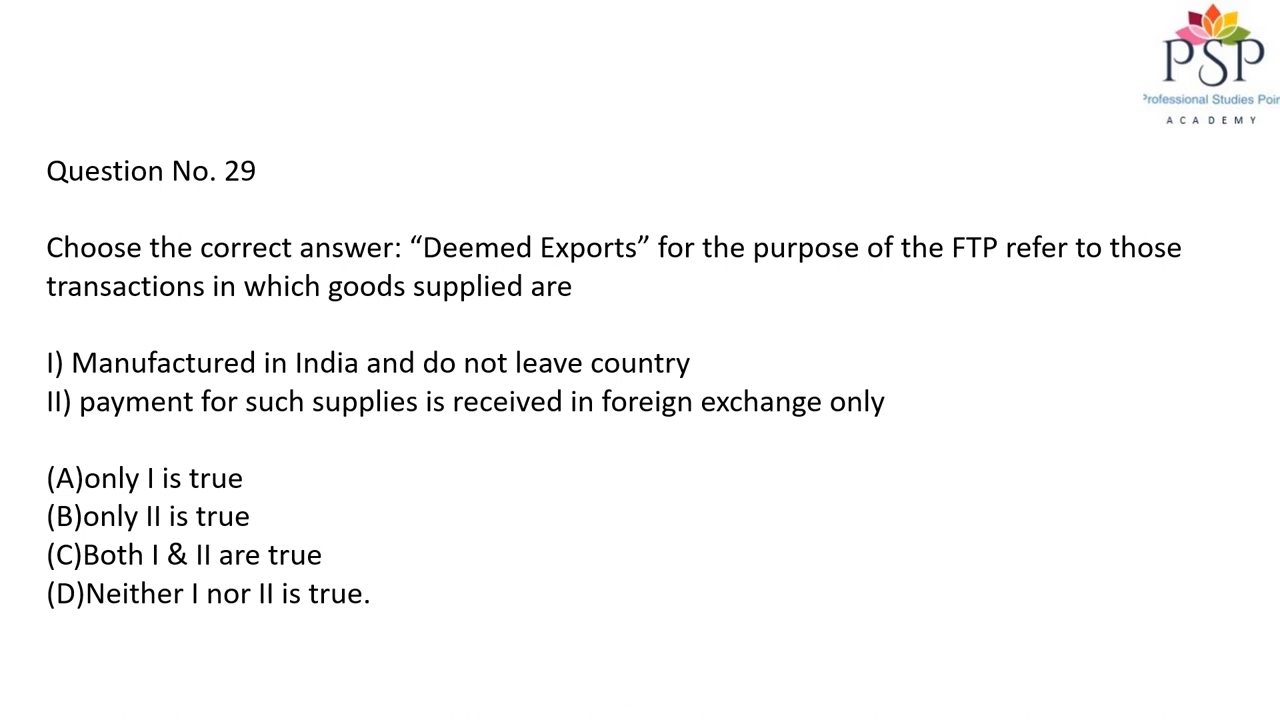 PSP
Professional Studies Poin
ACADEMY
Question No. 29
Choose the correct answer: “Deemed Exports” for the purpose of the FTP refer to those
transactions in which goods supplied are
I) Manufactured in India and do not leave country
II) payment for such supplies is received in foreign exchange only
(A)only I is true
(B)only II is true
(C)Both I & II are true
(D)Neither I nor II is true.